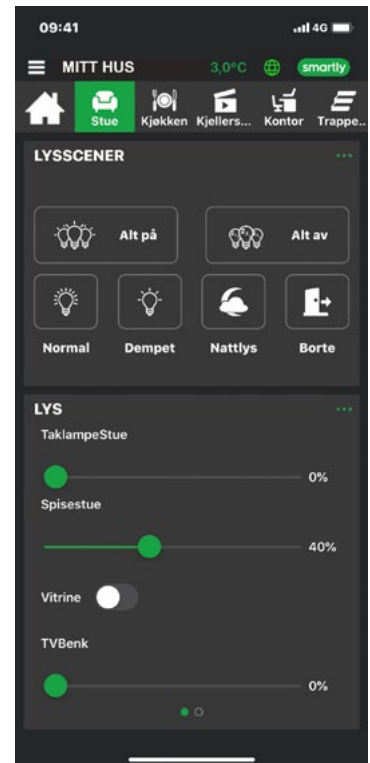 09:41 4G
MITT HUS 3,0°C smartly
Stue Kjøkken Kjellers... Kontor Trappe..
LYSSCENER
Alt på Alt av
Normal Dempet Nattlys Borte
LYS
TaklampeStue
0%
Spisestue
40%
Vitrine
TVBenk
0%